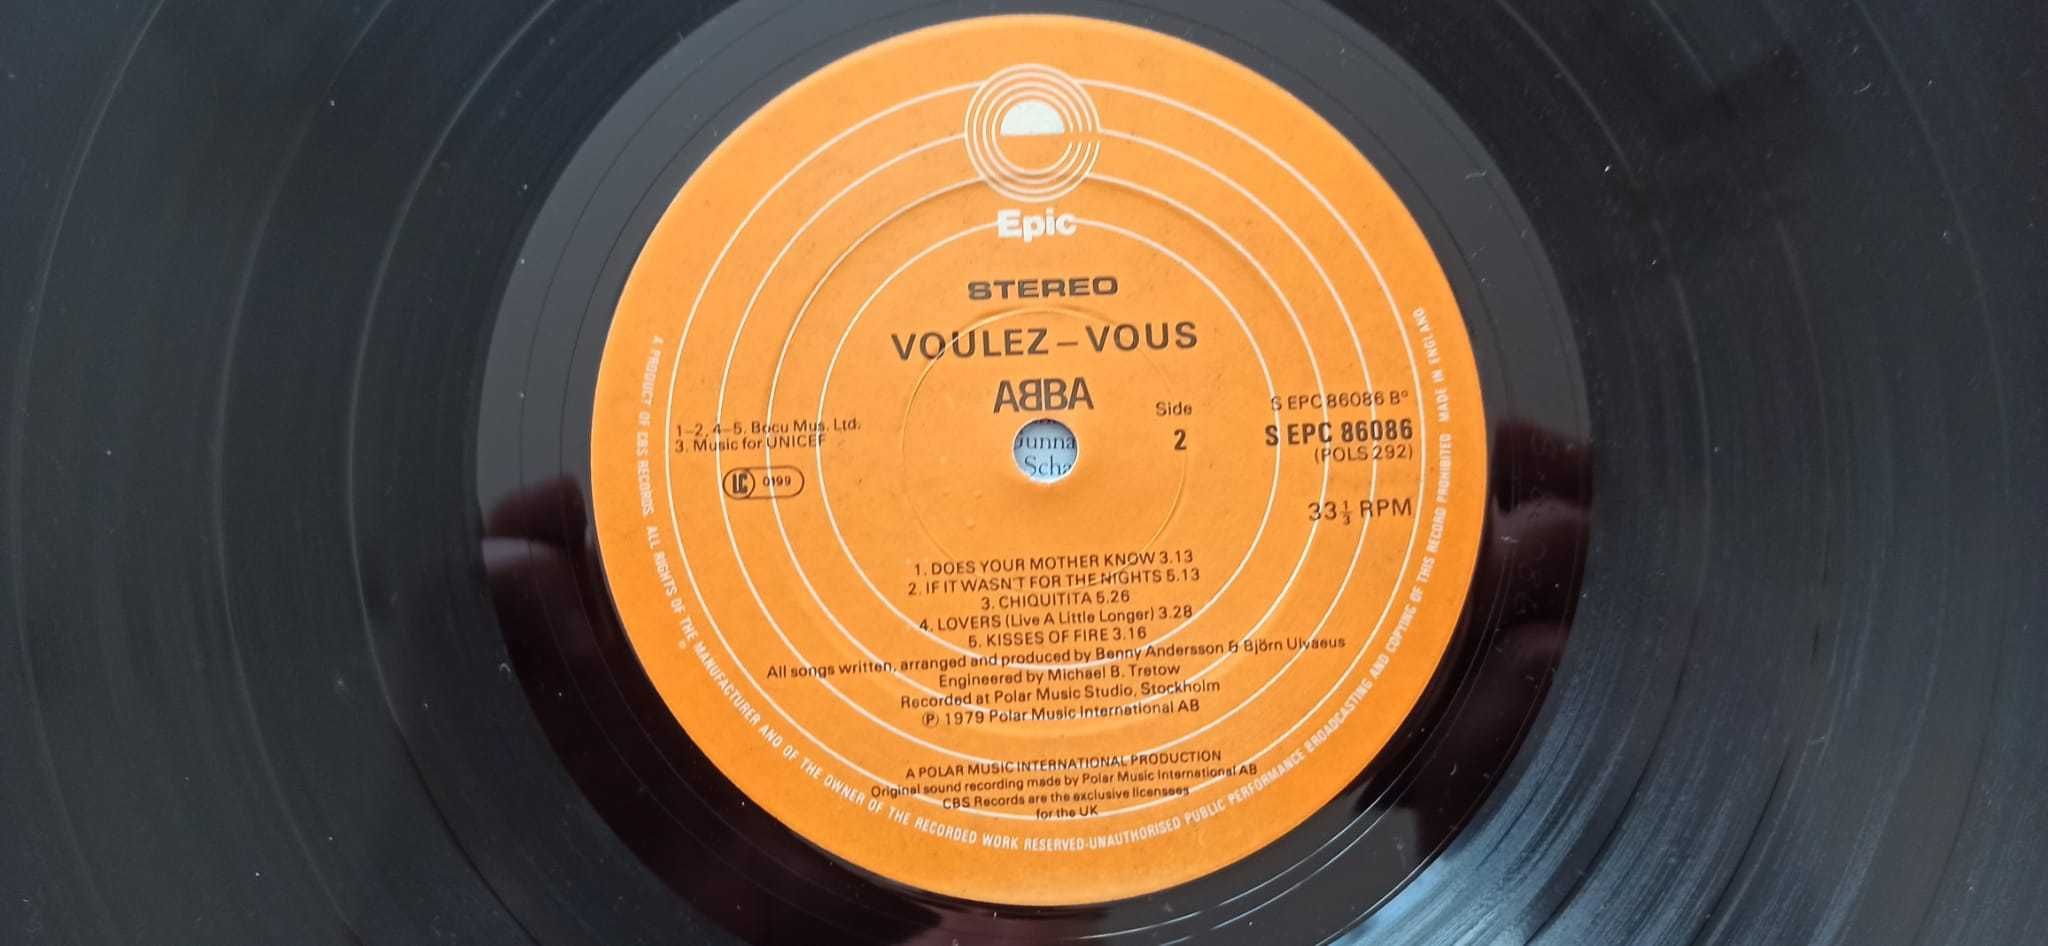 Epic
STEREO
VOULEZ – VOUS
ABBA
Side
2
1–2, 4–5. Bocu Mus. Ltd.
3. Music for UNICEF
LC 0199
S EPC 86086 B°
S EPC 86086
(POLS 292)
33⅓ RPM
unna
Scha
1. DOES YOUR MOTHER KNOW 3.13
2. IF IT WASN'T FOR THE NIGHTS 5.13
3. CHIQUITITA 5.26
4. LOVERS (Live A Little Longer) 3.28
5. KISSES OF FIRE 3.16
All songs written, arranged and produced by Benny Andersson & Björn Ulvaeus
Engineered by Michael B. Tretow
Recorded at Polar Music Studio, Stockholm
℗ 1979 Polar Music International AB
A POLAR MUSIC INTERNATIONAL PRODUCTION
Original sound recording made by Polar Music International AB
CBS Records are the exclusive licensees
for the UK
A PRODUCT OF CBS RECORDS. ALL RIGHTS OF THE MANUFACTURER AND OF THE OWNER OF THE RECORDED WORK RESERVED-UNAUTHORISED PUBLIC PERFORMANCE BROADCASTING AND COPYING OF THIS RECORD PROHIBITED MADE IN ENGLAND